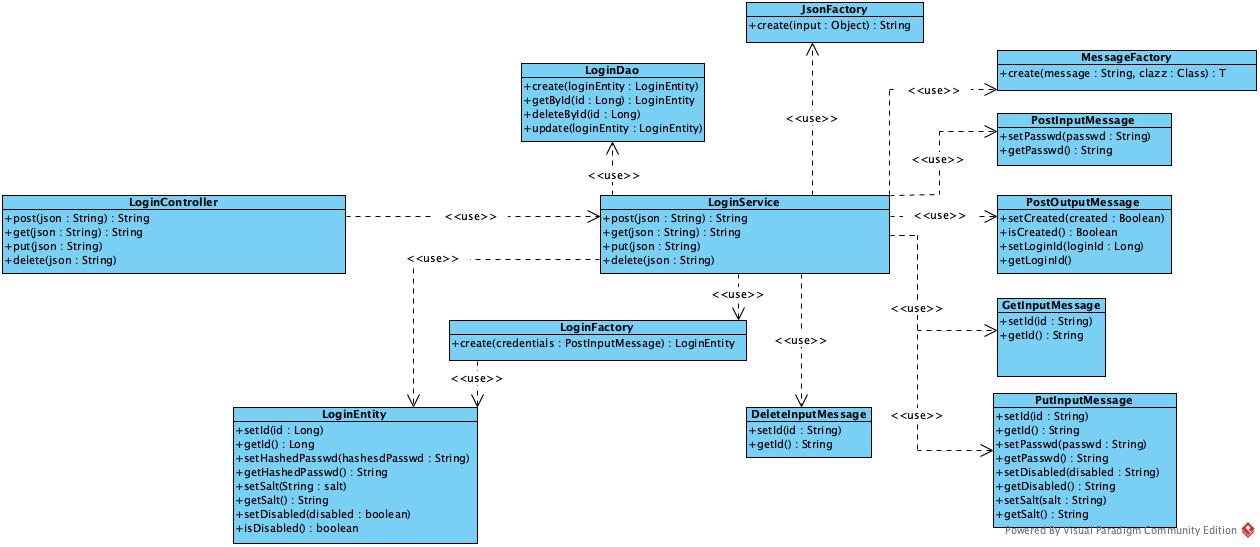 JsonFactory
+create(input : Object) : String
LoginDao
+create(loginEntity : LoginEntity)
+getById(id : Long) : LoginEntity
+deleteById(id : Long)
+update(loginEntity : LoginEntity)
MessageFactory
+create(message : String, clazz : Class) : T
<<use>>
<<use>>
PostInputMessage
+setPasswd(passwd : String)
+getPasswd() : String
<<use>>
<<use>>
LoginController
+post(json : String) : String
+get(json : String) : String
+put(json : String)
+delete(json : String)
<<use>>
LoginService
+post(json : String) : String
+get(json : String) : String
+put(json : String)
+delete(json : String)
<<use>>
PostOutputMessage
+setCreated(created : Boolean)
+isCreated() : Boolean
+setLoginId(loginId : Long)
+getLoginId()
<<use>>
<<use>>
<<use>>
GetInputMessage
+setId(id : String)
+getId() : String
LoginFactory
+create(credentials : PostInputMessage) : LoginEntity
<<use>>
<<use>>
LoginEntity
+setId(id : Long)
+getId() : Long
+setHashedPasswd(hashesdPasswd : String)
+getHashedPasswd() : String
+setSalt(String : salt)
+getSalt() : String
+setDisabled(disabled : boolean)
+isDisabled() : boolean
DeleteInputMessage
+setId(id : String)
+getId() : String
<<use>>
PutInputMessage
+setId(id : String)
+getId() : String
+setPasswd(passwd : String)
+getPasswd() : String
+setDisabled(disabled : String)
+getDisabled() : String
+setSalt(salt : String)
+getSalt() : String
Powered By Visual Paradigm Community Edition